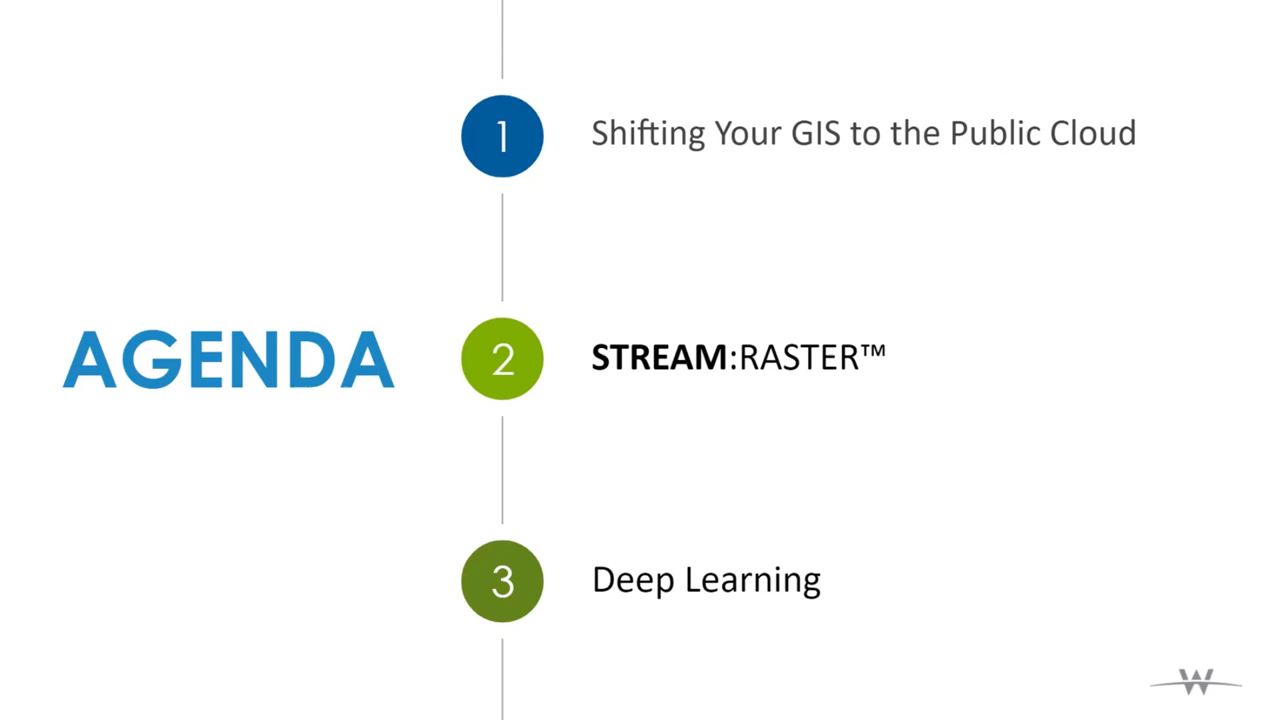 1
Shifting Your GIS to the Public Cloud
AGENDA
2
STREAM:RASTER™
3
Deep Learning
W